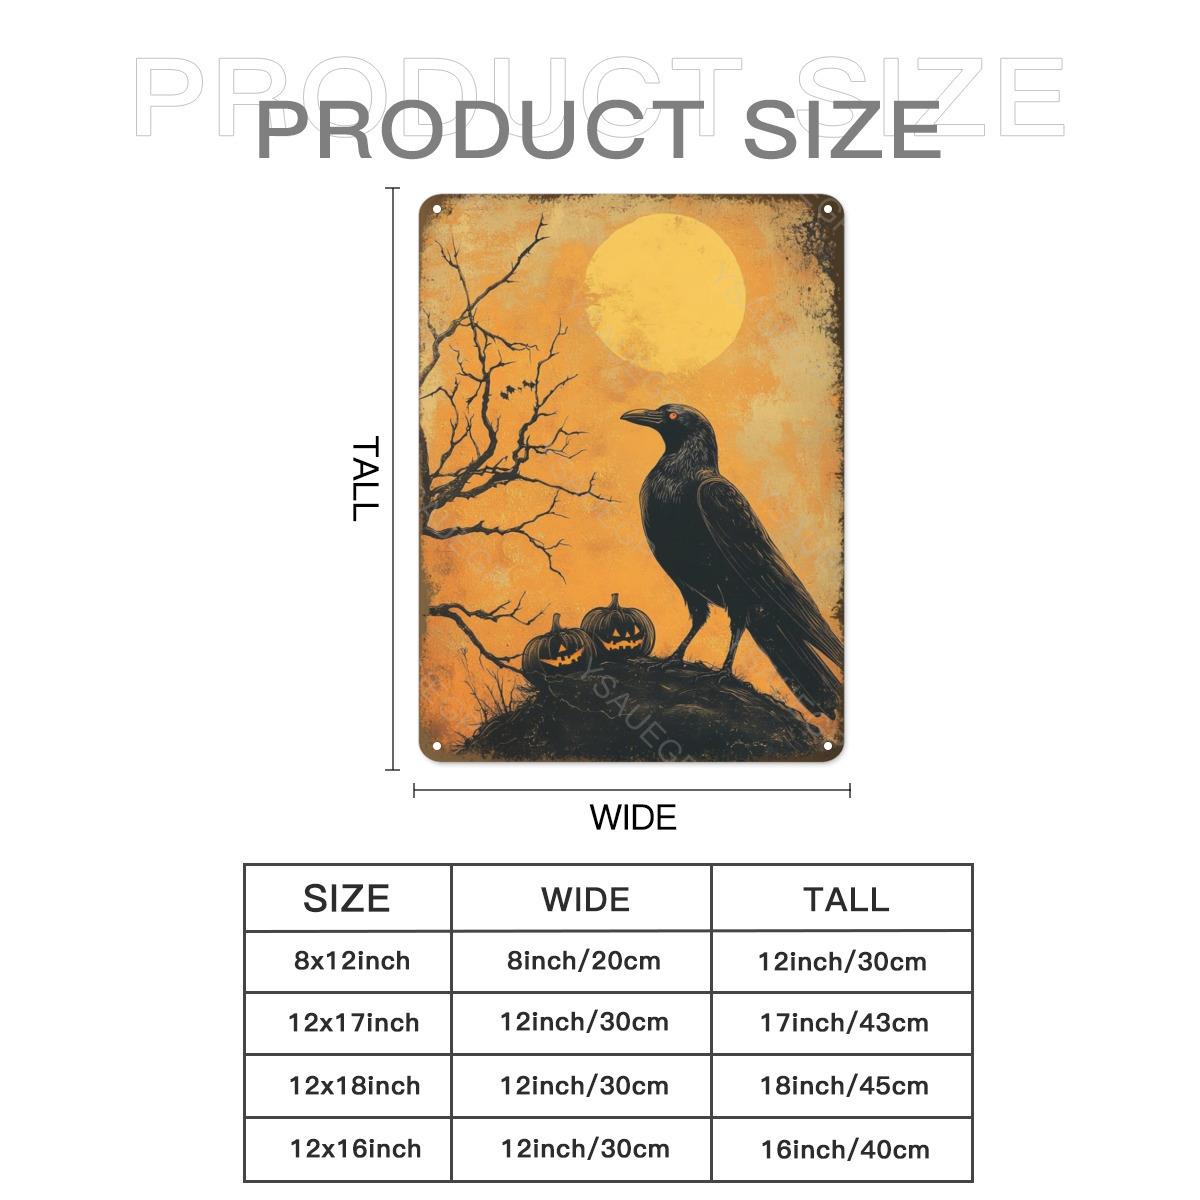 PRODUCT SIZE
PRODUCT SIZE
TALL
YSAUEGE
WIDE
SIZE WIDE TALL
8x12inch 8inch/20cm 12inch/30cm
12x17inch 12inch/30cm 17inch/43cm
12x18inch 12inch/30cm 18inch/45cm
12x16inch 12inch/30cm 16inch/40cm